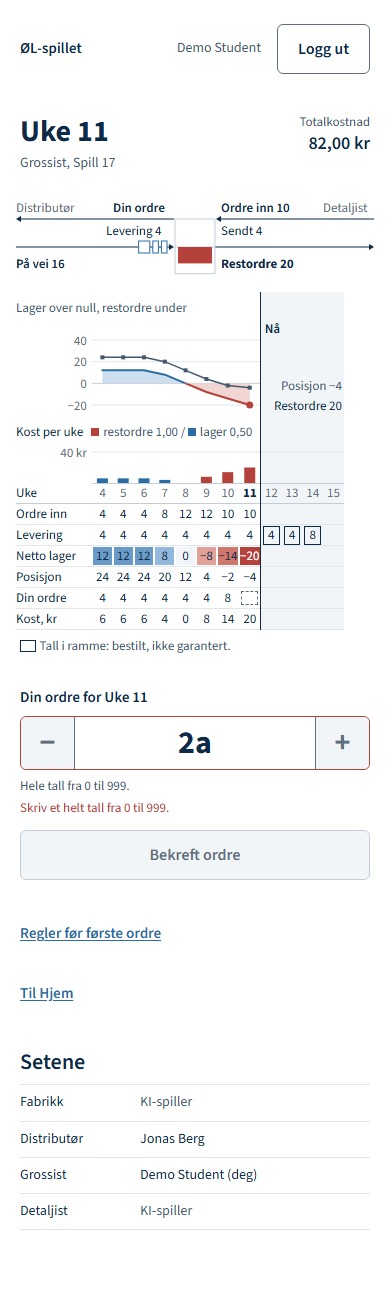 ØL-spillet Demo Student Logg ut
Uke 11 Totalkostnad
82,00 kr
Grossist, Spill 17
Distributør Din ordre Ordre inn 10 Detaljist
Levering 4 Sendt 4
På vei 16 Restordre 20
Lager over null, restordre under
Nå
40
20
0 Posisjon −4
−20 Restordre 20
Kost per uke restordre 1,00 / lager 0,50
40 kr
Uke 4 5 6 7 8 9 10 11 12 13 14 15
Ordre inn 4 4 4 8 12 12 10 10
Levering 4 4 4 4 4 4 4 4 4 4 8
Netto lager 12 12 12 8 0 −8 −14 −20
Posisjon 24 24 24 20 12 4 −2 −4
Din ordre 4 4 4 4 4 4 8
Kost, kr 6 6 6 4 0 8 14 20
Tall i ramme: bestilt, ikke garantert.
Din ordre for Uke 11
− 2a +
Hele tall fra 0 til 999.
Skriv et helt tall fra 0 til 999.
Bekreft ordre
Regler før første ordre
Til Hjem
Setene
Fabrikk KI-spiller
Distributør Jonas Berg
Grossist Demo Student (deg)
Detaljist KI-spiller